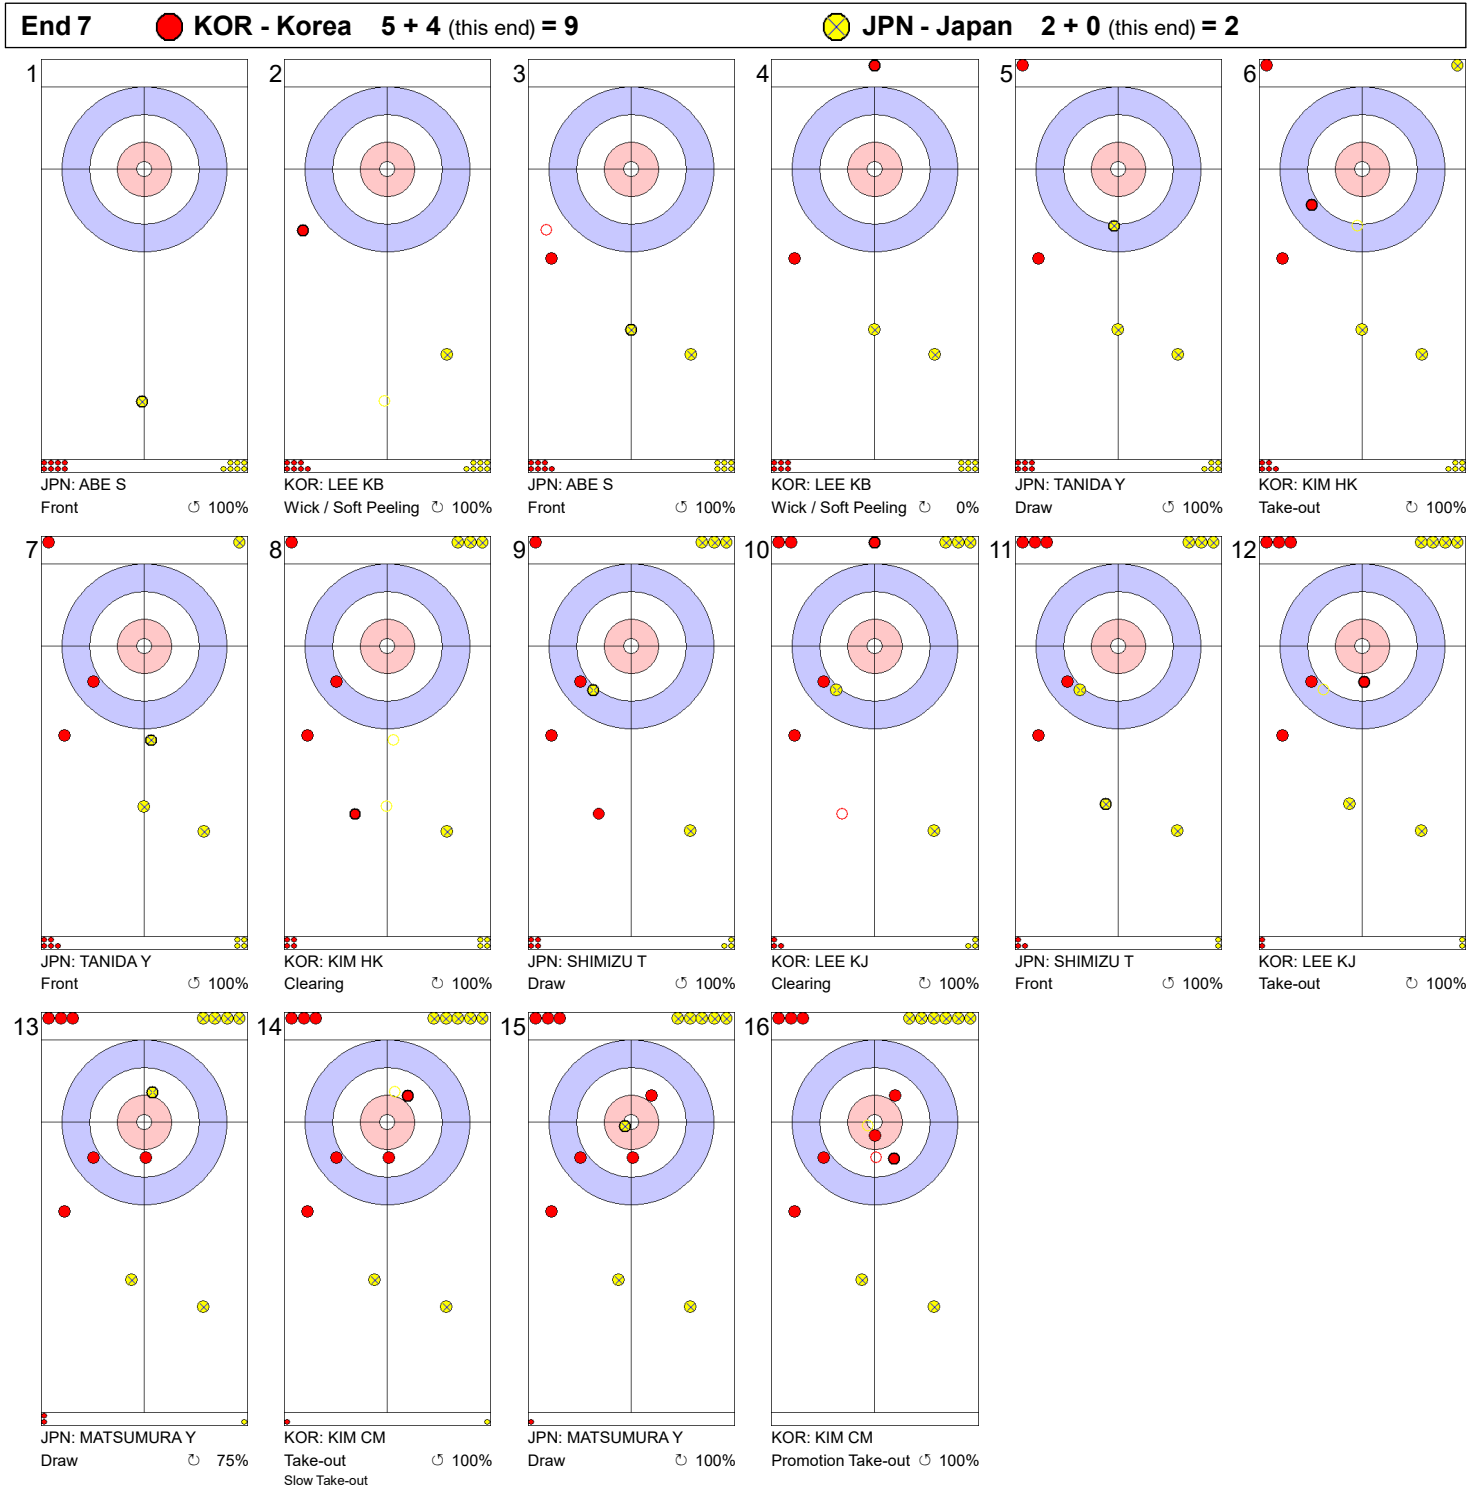 End 7 KOR - Korea 5 + 4 (this end) = 9 JPN - Japan 2 + 0 (this end) = 2
1 2 3 4 5 6
JPN: ABE S KOR: LEE KB JPN: ABE S KOR: LEE KB JPN: TANIDA Y KOR: KIM HK
Front ↺ 100% Wick / Soft Peeling ↻ 100% Front ↺ 100% Wick / Soft Peeling ↻ 0% Draw ↺ 100% Take-out ↻ 100%
7 8 9 10 11 12
JPN: TANIDA Y KOR: KIM HK JPN: SHIMIZU T KOR: LEE KJ JPN: SHIMIZU T KOR: LEE KJ
Front ↺ 100% Clearing ↻ 100% Draw ↺ 100% Clearing ↻ 100% Front ↺ 100% Take-out ↻ 100%
13 14 15 16
JPN: MATSUMURA Y KOR: KIM CM JPN: MATSUMURA Y KOR: KIM CM
Draw ↻ 75% Take-out ↻ 100% Draw ↺ 100% Promotion Take-out ↺ 100%
Slow Take-out